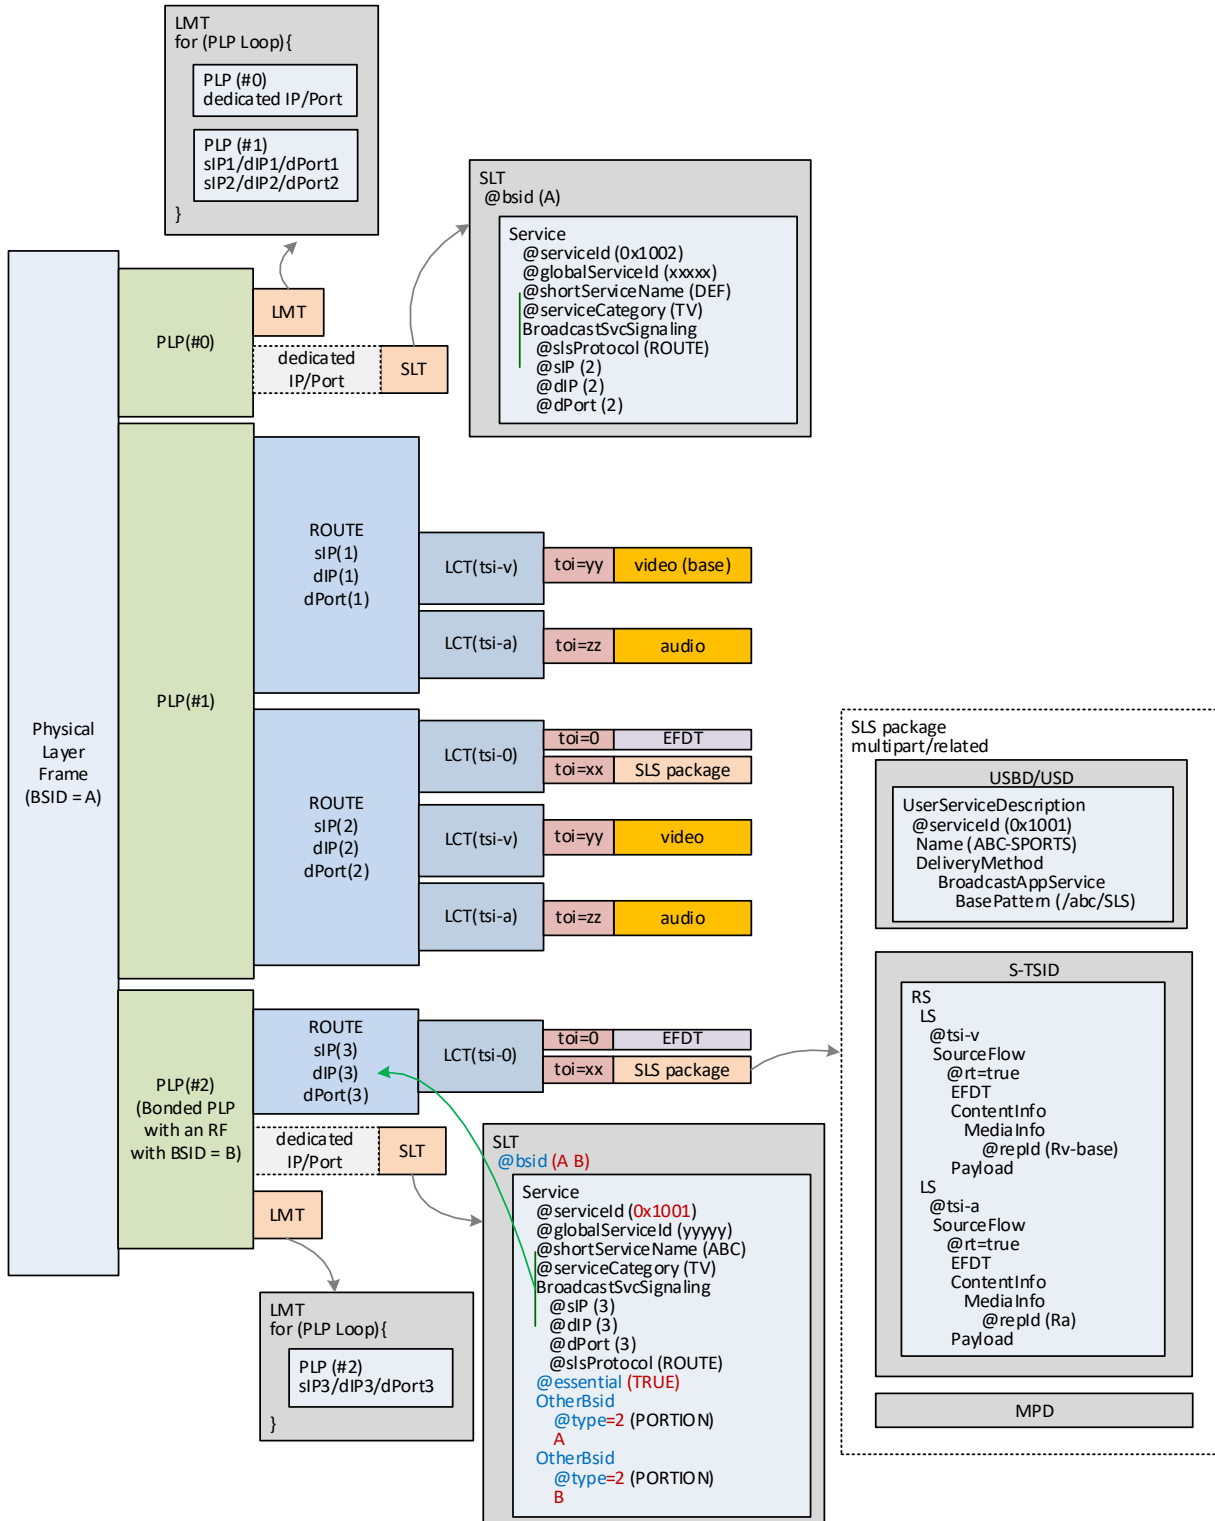 LMT
for (PLP Loop){
PLP (#0)
dedicated IP/Port
PLP (#1)
sIP1/dIP1/dPort1
sIP2/dIP2/dPort2
}
SLT
@bsid (A)
Service
@serviceId (0x1002)
@globalServiceId (xxxxx)
@shortServiceName (DEF)
@serviceCategory (TV)
BroadcastSvcSignaling
@slsProtocol (ROUTE)
@sIP (2)
@dIP (2)
@dPort (2)
Physical
Layer
Frame
(BSID = A)
PLP(#0)
LMT
dedicated
IP/Port
SLT
PLP(#1)
ROUTE
sIP(1)
dIP(1)
dPort(1)
LCT(tsi-v)
toi=yy
video (base)
LCT(tsi-a)
toi=zz
audio
ROUTE
sIP(2)
dIP(2)
dPort(2)
LCT(tsi-0)
toi=0
EFDT
toi=xx
SLS package
LCT(tsi-v)
toi=yy
video
LCT(tsi-a)
toi=zz
audio
PLP(#2)
(Bonded PLP
with an RF
with BSID = B)
ROUTE
sIP(3)
dIP(3)
dPort(3)
LCT(tsi-0)
toi=0
EFDT
toi=xx
SLS package
dedicated
IP/Port
SLT
LMT
LMT
for (PLP Loop){
PLP (#2)
sIP3/dIP3/dPort3
}
SLT
@bsid (A B)
Service
@serviceId (0x1001)
@globalServiceId (yyyyy)
@shortServiceName (ABC)
@serviceCategory (TV)
BroadcastSvcSignaling
@sIP (3)
@dIP (3)
@dPort (3)
@slsProtocol (ROUTE)
@essential (TRUE)
OtherBsid
@type=2 (PORTION)
A
OtherBsid
@type=2 (PORTION)
B
SLS package
multipart/related
USBD/USD
UserServiceDescription
@serviceId (0x1001)
Name (ABC-SPORTS)
DeliveryMethod
BroadcastAppService
BasePattern (/abc/SLS)
S-TSID
RS
LS
@tsi-v
SourceFlow
@rt=true
EFDT
ContentInfo
MediaInfo
@repId (Rv-base)
Payload
LS
@tsi-a
SourceFlow
@rt=true
EFDT
ContentInfo
MediaInfo
@repId (Ra)
Payload
MPD